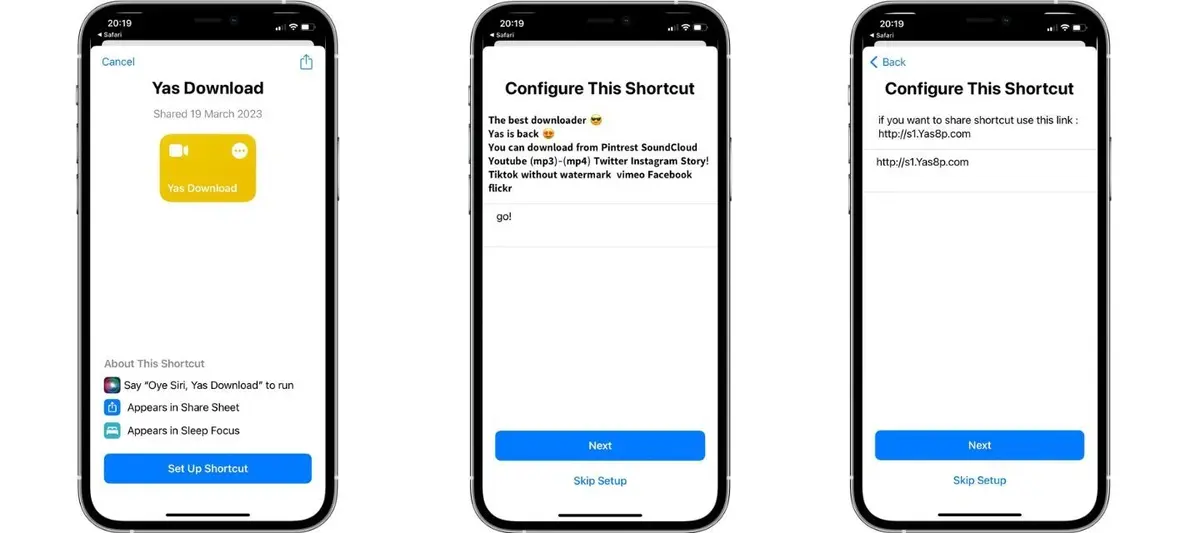 20:19
Safari
Cancel
Yas Download
Shared 19 March 2023
Yas Download
About This Shortcut
Say “Oye Siri, Yas Download” to run
Appears in Share Sheet
Appears in Sleep Focus
Set Up Shortcut
20:19
Safari
Configure This Shortcut
The best downloader 😎
Yas is back 😍
You can download from Pintrest SoundCloud
Youtube (mp3)-(mp4) Twitter Instagram Story!
Tiktok without watermark vimeo Facebook
flickr
go!
Next
Skip Setup
20:19
Safari
Back
Configure This Shortcut
if you want to share shortcut use this link :
http://s1.Yas8p.com
http://s1.Yas8p.com
Next
Skip Setup